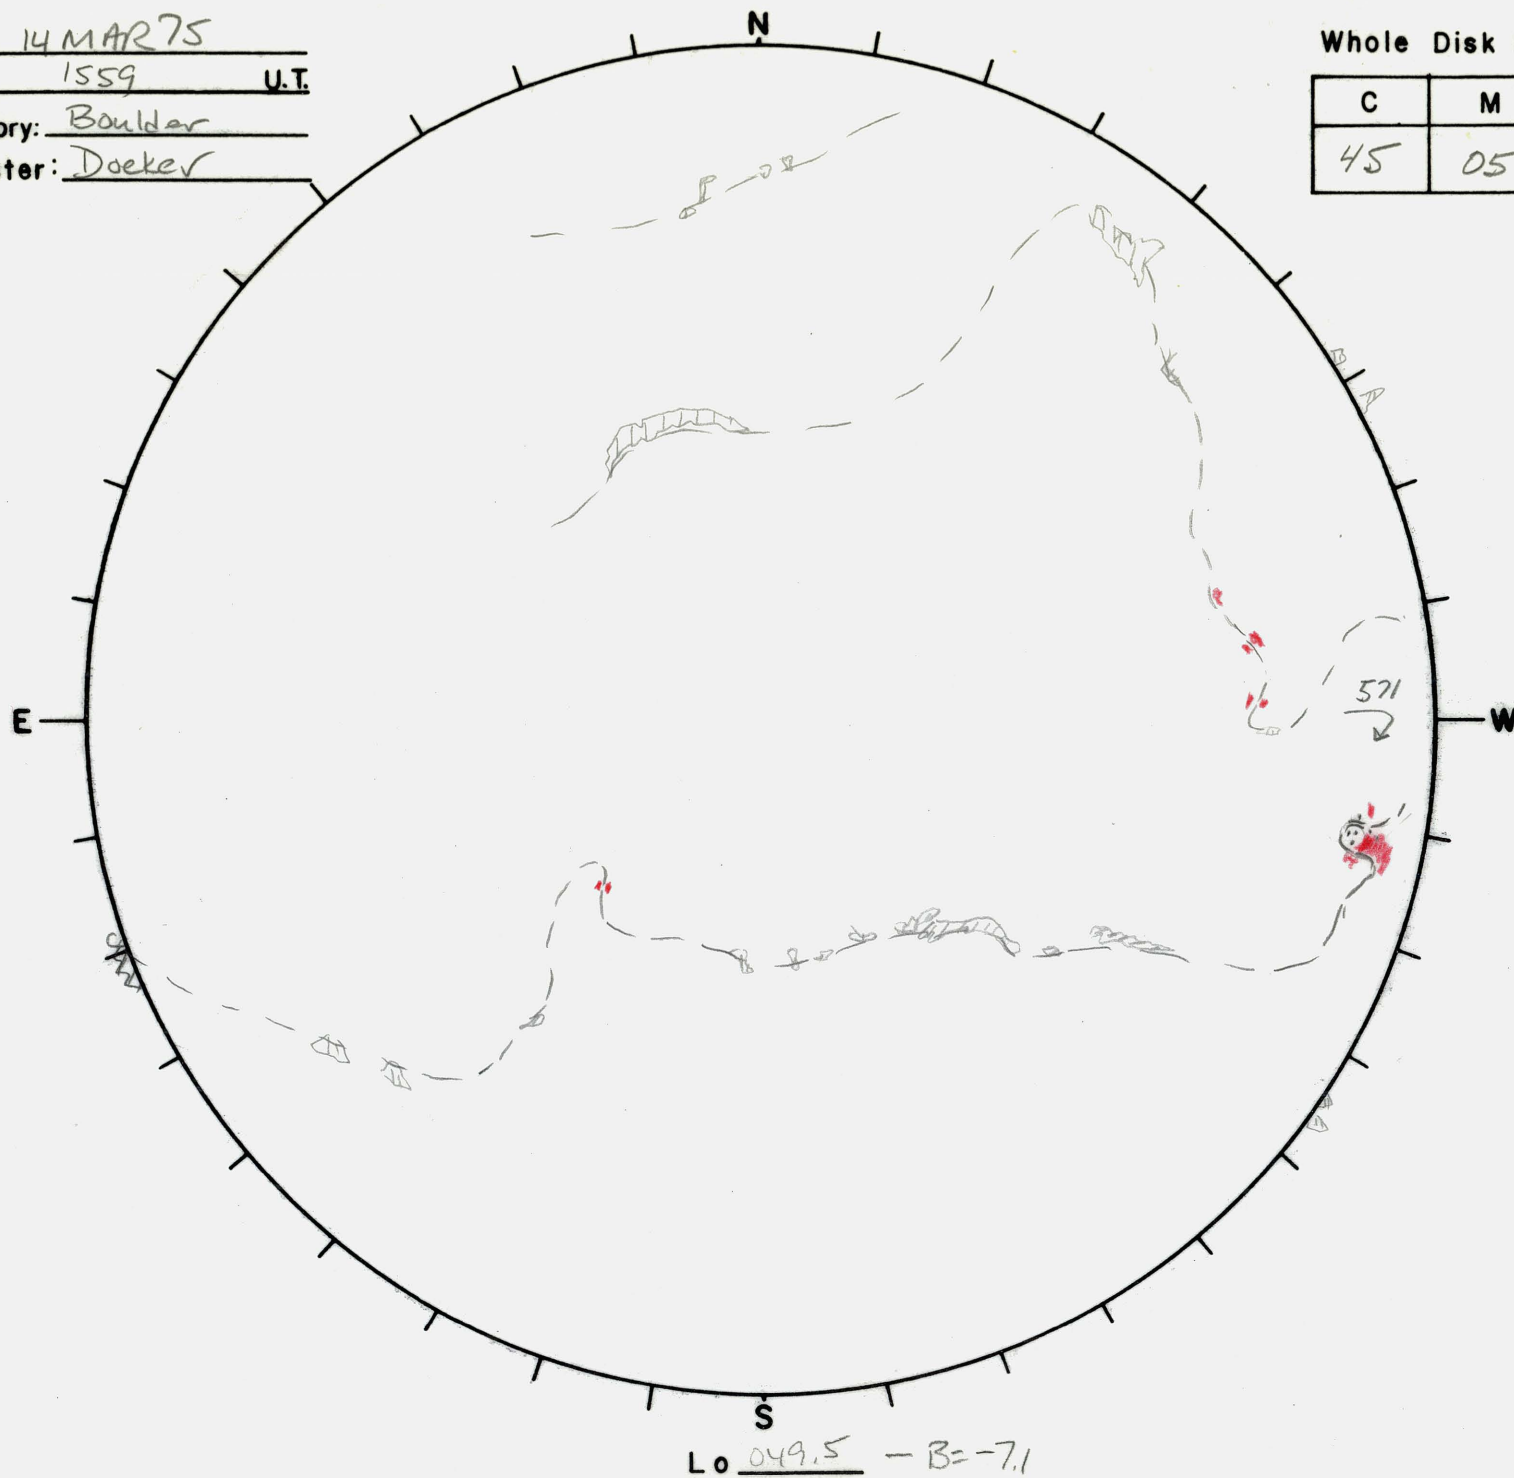 14 MAR 75
1559 U.T.
ory: Boulder
ter: Doeker
N
Whole Disk
C M
45 05
E
571
W
S
Lo 049.5 - B=-7.1